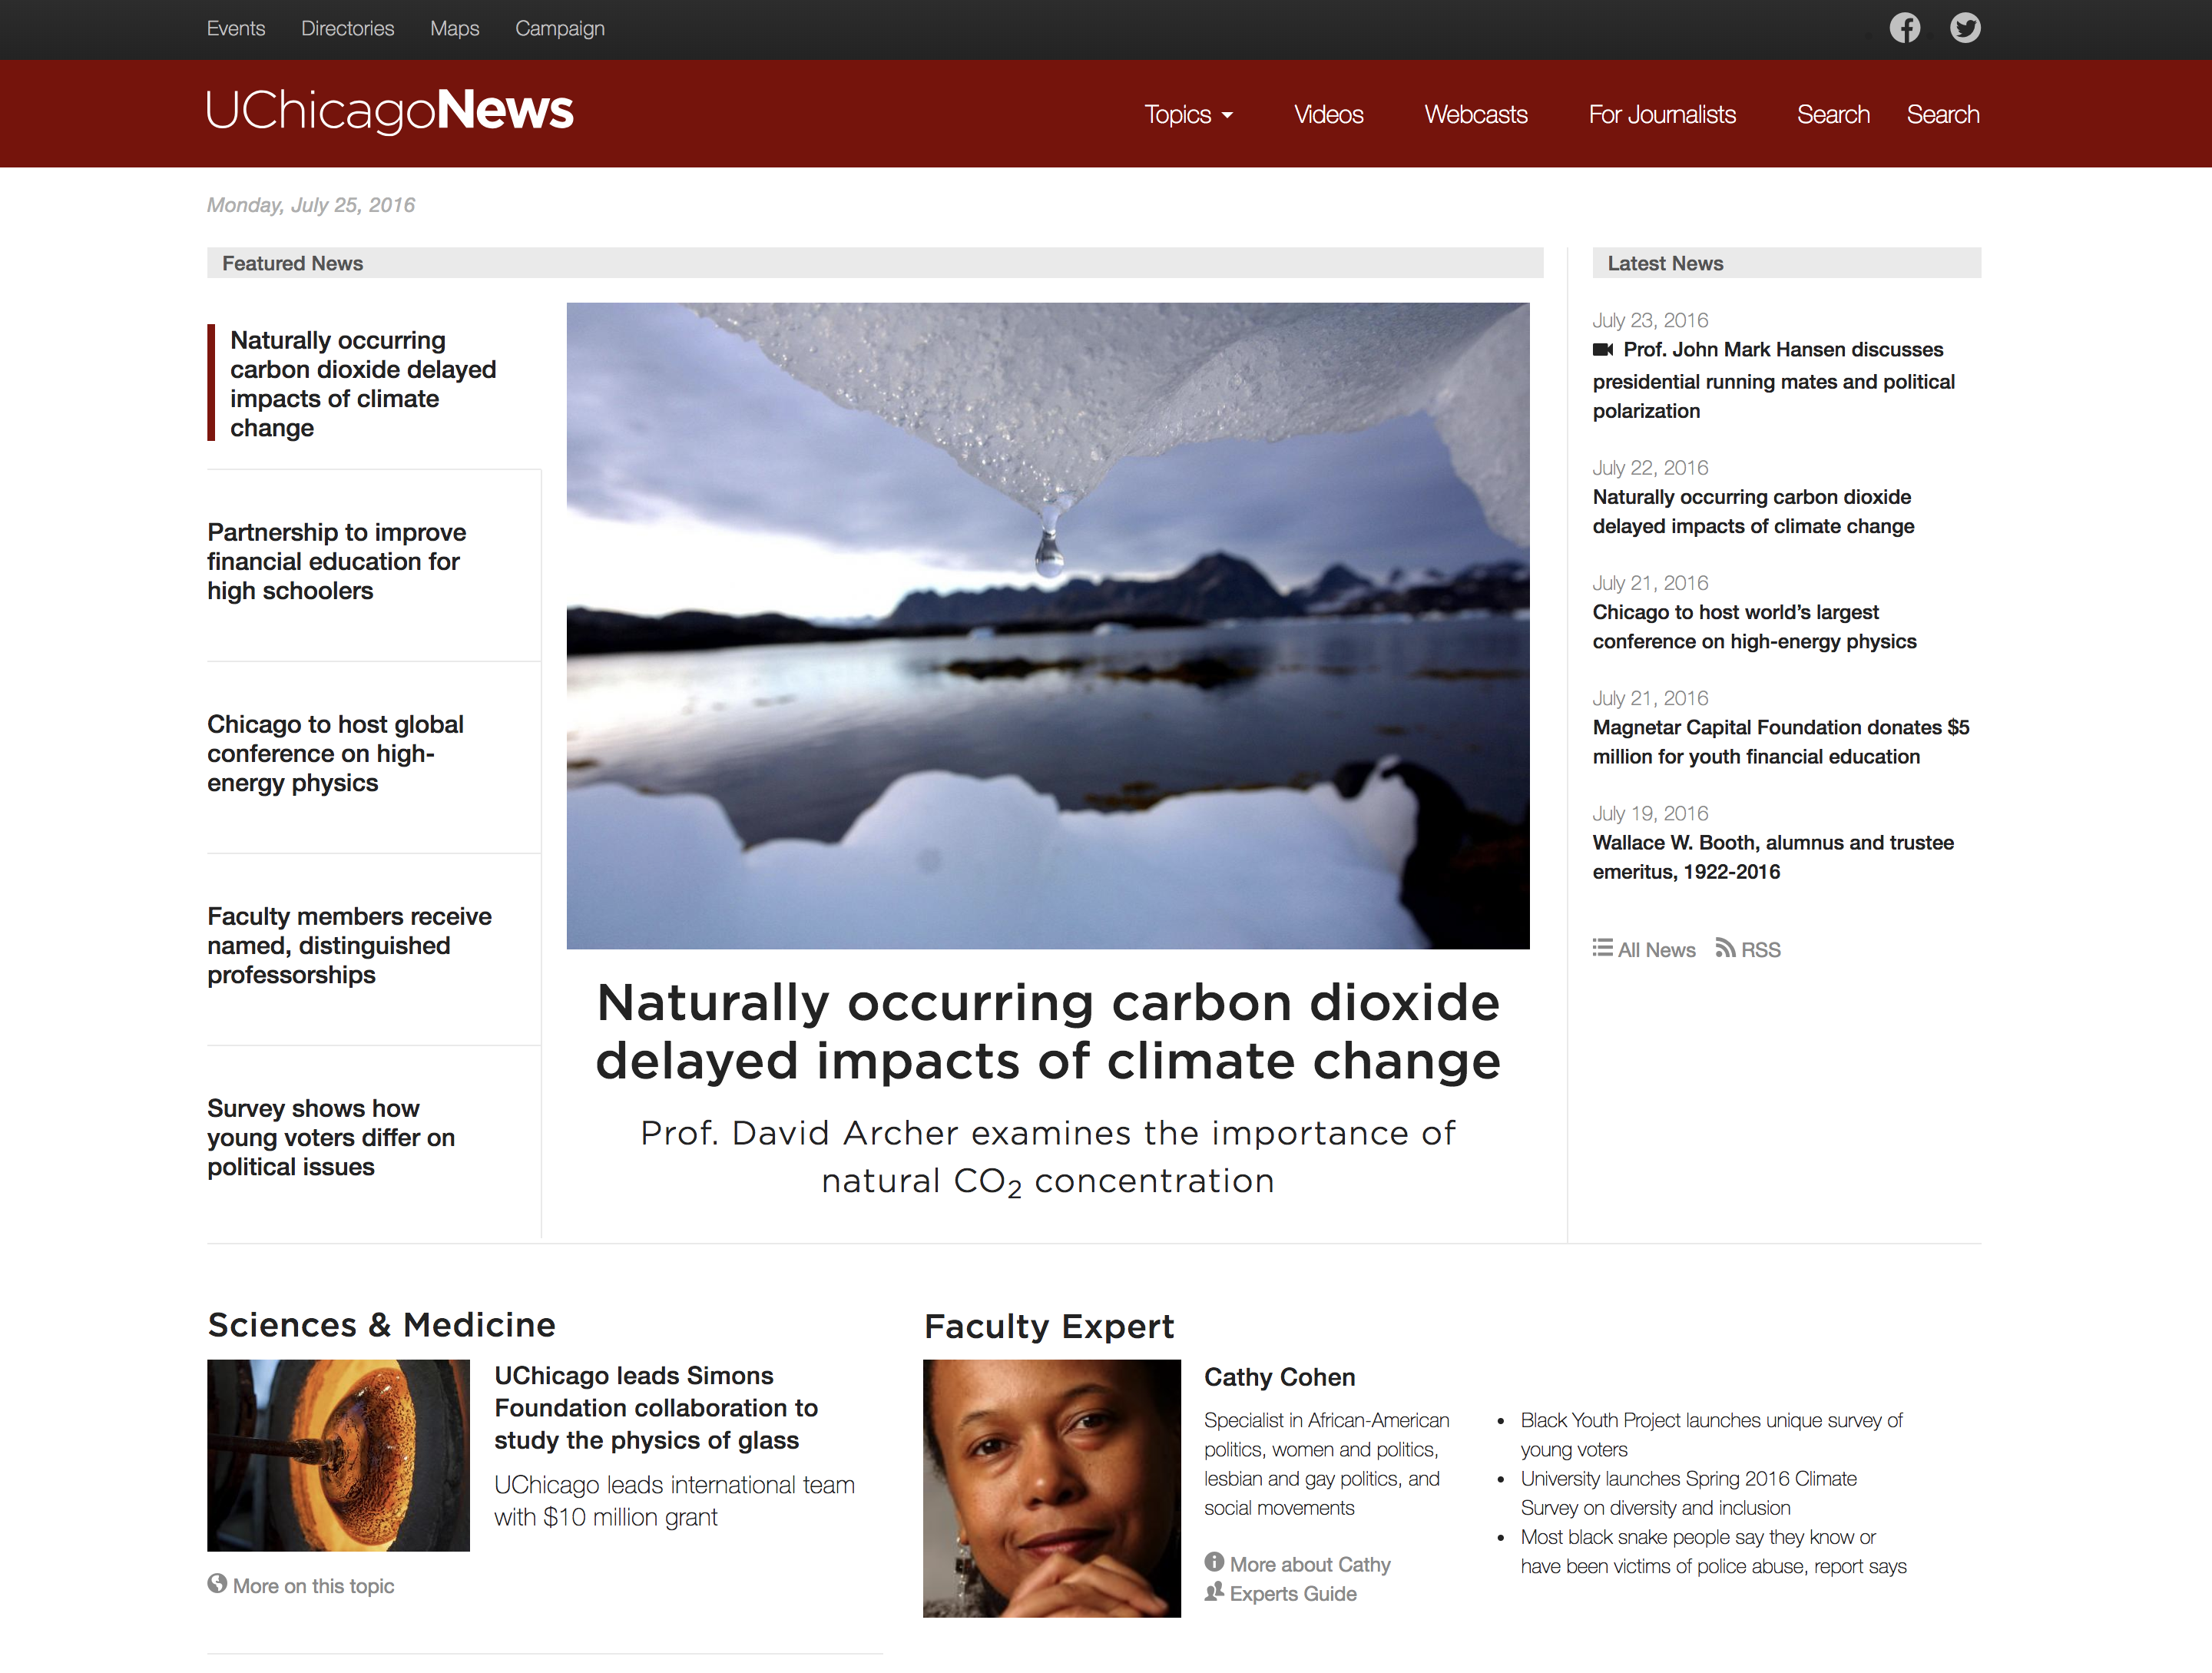 Events Directories Maps Campaign
UChicagoNews
Topics Videos Webcasts For Journalists Search Search
Monday, July 25, 2016
Featured News
Naturally occurring
carbon dioxide delayed
impacts of climate
change
Partnership to improve
financial education for
high schoolers
Chicago to host global
conference on high-
energy physics
Faculty members receive
named, distinguished
professorships
Survey shows how
young voters differ on
political issues
Naturally occurring carbon dioxide
delayed impacts of climate change
Prof. David Archer examines the importance of
natural CO₂ concentration
Latest News
July 23, 2016
Prof. John Mark Hansen discusses
presidential running mates and political
polarization
July 22, 2016
Naturally occurring carbon dioxide
delayed impacts of climate change
July 21, 2016
Chicago to host world’s largest
conference on high-energy physics
July 21, 2016
Magnetar Capital Foundation donates $5
million for youth financial education
July 19, 2016
Wallace W. Booth, alumnus and trustee
emeritus, 1922-2016
All News RSS
Sciences & Medicine
UChicago leads Simons
Foundation collaboration to
study the physics of glass
UChicago leads international team
with $10 million grant
More on this topic
Faculty Expert
Cathy Cohen
Specialist in African-American
politics, women and politics,
lesbian and gay politics, and
social movements
More about Cathy
Experts Guide
• Black Youth Project launches unique survey of
young voters
• University launches Spring 2016 Climate
Survey on diversity and inclusion
• Most black snake people say they know or
have been victims of police abuse, report says